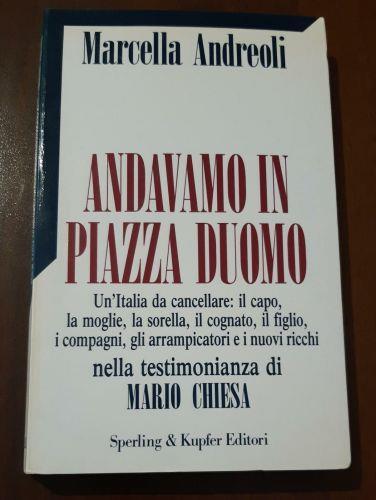 Marcella Andreoli
ANDAVAMO IN
PIAZZA DUOMO
Un'Italia da cancellare: il capo,
la moglie, la sorella, il cognato, il figlio,
i compagni, gli arrampicatori e i nuovi ricchi
nella testimonianza di
MARIO CHIESA
Sperling & Kupfer Editori